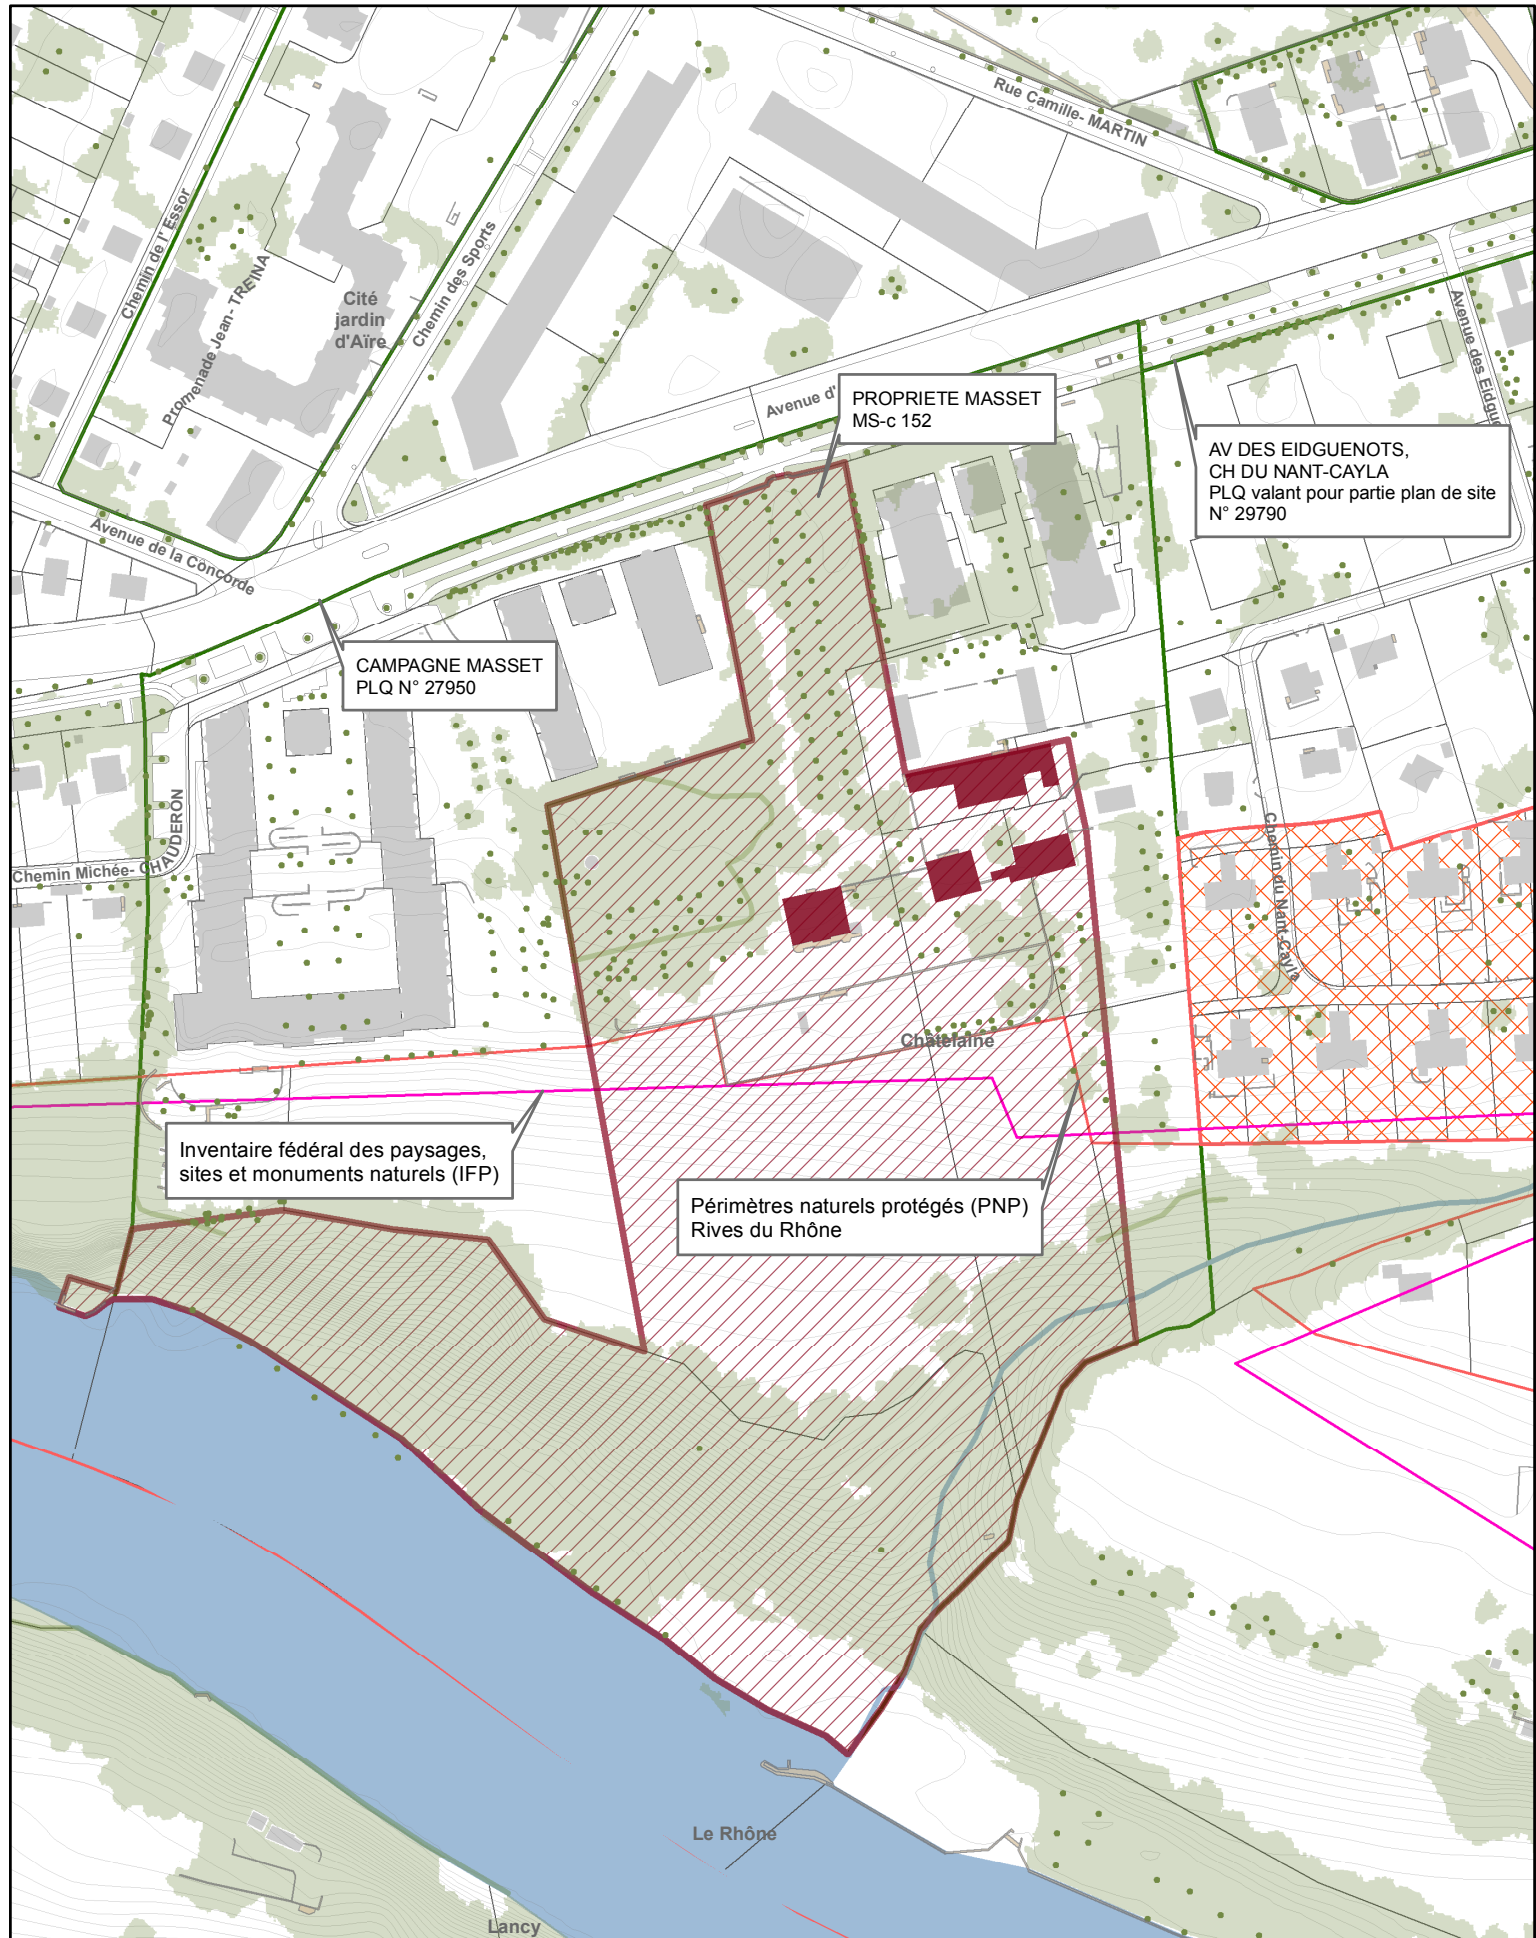 Rue Camille- MARTIN
Chemin de l' Essor
Promenade Jean- TREINA
Cité
jardin
d'Aïre
Chemin des Sports
Avenue des Eidgue
Avenue d'
PROPRIETE MASSET
MS-c 152
AV DES EIDGUENOTS,
CH DU NANT-CAYLA
PLQ valant pour partie plan de site
N° 29790
Avenue de la Concorde
CAMPAGNE MASSET
PLQ N° 27950
Chemin Michée- CHAUDERON
Chemin du Nant-Cayla
Châtelaine
Inventaire fédéral des paysages,
sites et monuments naturels (IFP)
Périmètres naturels protégés (PNP)
Rives du Rhône
Le Rhône
Lancy